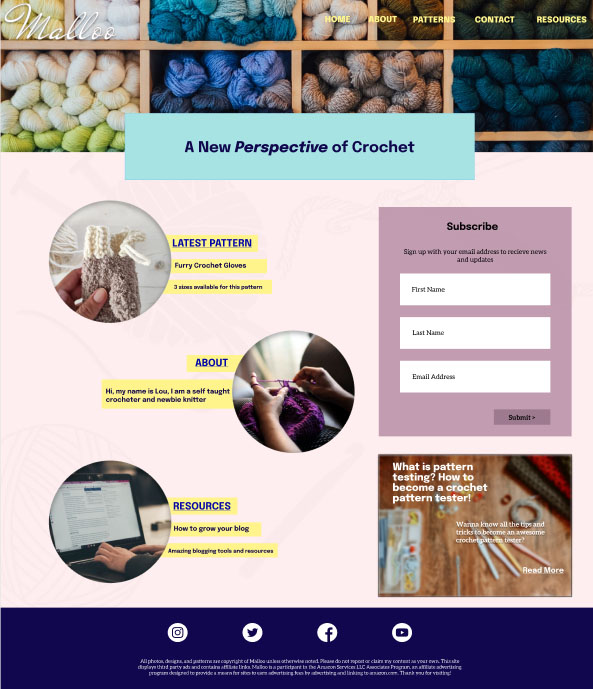 Malloo
HOME ABOUT PATTERNS CONTACT RESOURCES
A New Perspective of Crochet
LATEST PATTERN
Furry Crochet Gloves
3 sizes available for this pattern
ABOUT
Hi, my name is Lou, I am a self taught
crocheter and newbie knitter
RESOURCES
How to grow your blog
Amazing blogging tools and resources
Subscribe
Sign up with your email address to recieve news
and updates
First Name
Last Name
Email Address
Submit >
What is pattern
testing? How to
become a crochet
pattern tester!
Wanna know all the tips and
tricks to become an awesome
crochet pattern tester?
Read More
All photos, designs, and patterns are copyright of Malloo unless otherwise noted. Please do not repost or claim my content as your own. This site
displays third party ads and contains affiliate links. Malloo is a participant in the Amazon Services LLC Associates Program, an affiliate advertising
program designed to provide a means for sites to earn advertising fees by advertising and linking to amazon.com. Thank you for visiting!